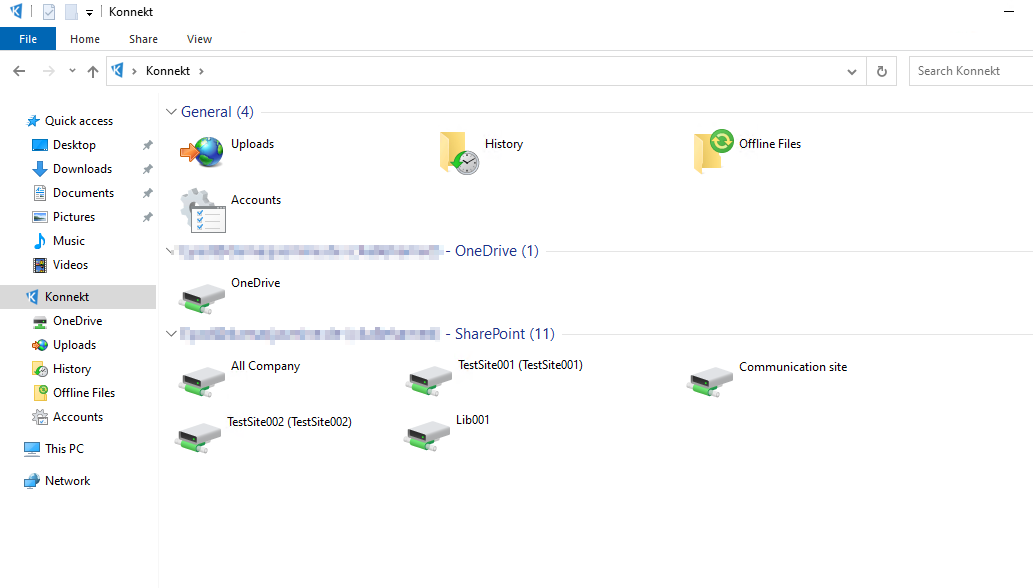 Konnekt
File Home Share View
Konnekt
Search Konnekt
Quick access
Desktop
Downloads
Documents
Pictures
Music
Videos
Konnekt
OneDrive
Uploads
History
Offline Files
Accounts
This PC
Network
General (4)
Uploads History Offline Files
Accounts
- OneDrive (1)
OneDrive
- SharePoint (11)
All Company TestSite001 (TestSite001) Communication site
TestSite002 (TestSite002) Lib001